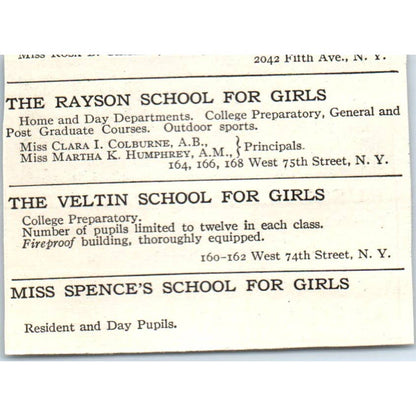 Miss
2042 Fifth Ave., N. Y.
THE RAYSON SCHOOL FOR GIRLS
Home and Day Departments. College Preparatory, General and
Post Graduate Courses. Outdoor sports.
Miss CLARA I. COLBURNE, A.B., } Principals.
Miss MARTHA K. HUMPHREY, A.M.,
164, 166, 168 West 75th Street, N. Y.
THE VELTIN SCHOOL FOR GIRLS
College Preparatory.
Number of pupils limited to twelve in each class.
Fireproof building, thoroughly equipped.
160-162 West 74th Street, N. Y.
MISS SPENCE'S SCHOOL FOR GIRLS
Resident and Day Pupils.